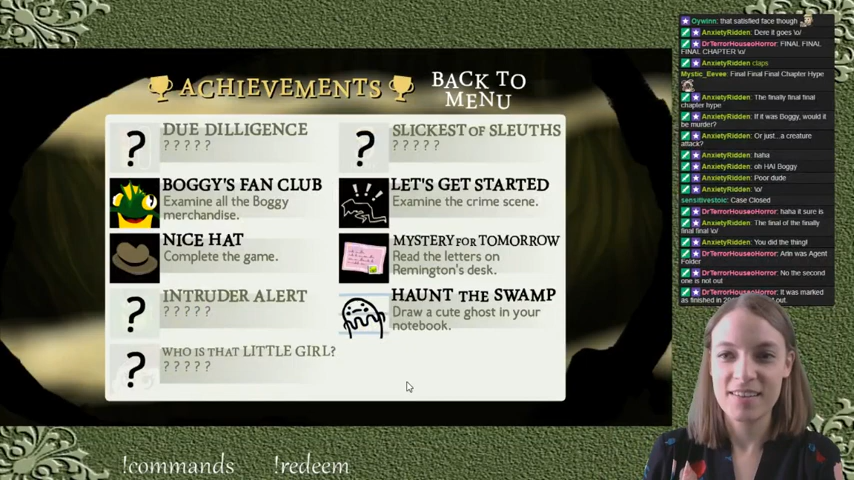 ACHIEVEMENTS
BACK TO
MENU
DUE DILLIGENCE
?????
SLICKEST OF SLEUTHS
?????
BOGGY'S FAN CLUB
Examine all the Boggy
merchandise.
LET'S GET STARTED
Examine the crime scene.
NICE HAT
Complete the game.
MYSTERY FOR TOMORROW
Read the letters on
Remington's desk.
INTRUDER ALERT
?????
HAUNT THE SWAMP
Draw a cute ghost in your
notebook.
WHO IS THAT LITTLE GIRL?
?????
!commands
!redeem
Oywinn: that satisfied face though
AnxietyRidden: Dere it goes \o/
DrTerrorHouseoHorror: FINAL FINAL
FINAL CHAPTER \o/
AnxietyRidden claps
Mystic_Eevee: Final Final Final Chapter Hype
AnxietyRidden: The finally final final
chapter hype
AnxietyRidden: If it was Boggy, would it
be murder?
AnxietyRidden: Or just...a creature
attack?
AnxietyRidden: haha
AnxietyRidden: oh HAI Boggy
AnxietyRidden: Poor dude
AnxietyRidden: \o/
sensitivestoic: Case Closed
DrTerrorHouseoHorror: haha it sure is
AnxietyRidden: The final of the finally
final final \o/
AnxietyRidden: You did the thing!
DrTerrorHouseoHorror: Arin was Agent
Folder
DrTerrorHouseoHorror: No the second
one is not out
DrTerrorHouseoHorror: It was marked
as finished in out.